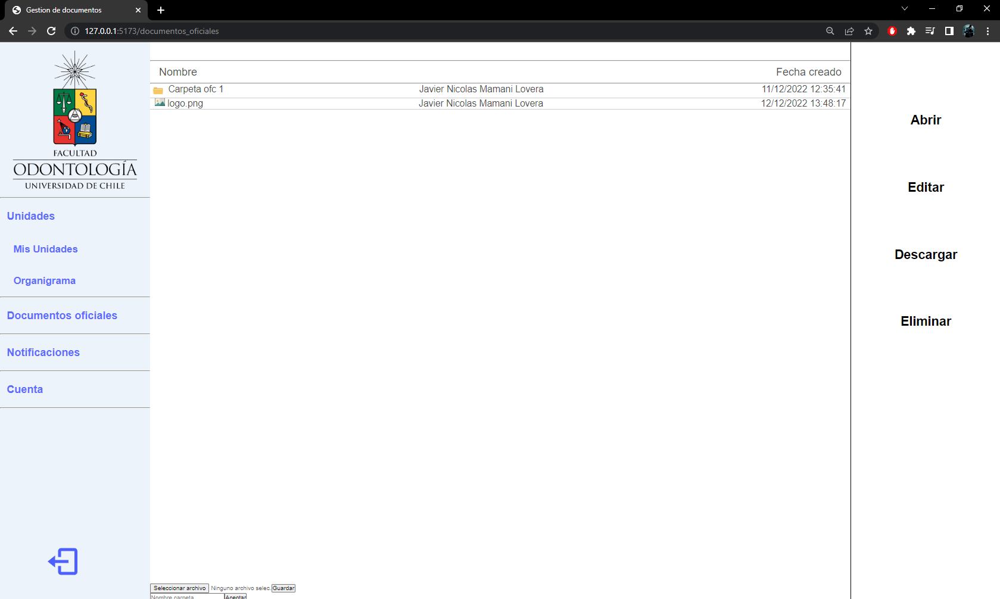 Gestion de documentos
127.0.0.1:5173/documentos_oficiales
FACULTAD
ODONTOLOGÍA
UNIVERSIDAD DE CHILE
Unidades
Mis Unidades
Organigrama
Documentos oficiales
Notificaciones
Cuenta
Nombre Fecha creado
Carpeta ofc 1 Javier Nicolas Mamani Lovera 11/12/2022 12:35:41
logo.png Javier Nicolas Mamani Lovera 12/12/2022 13:48:17
Seleccionar archivo Ninguno archivo selec. Guardar
Nombre carpeta Aceptar
Abrir
Editar
Descargar
Eliminar